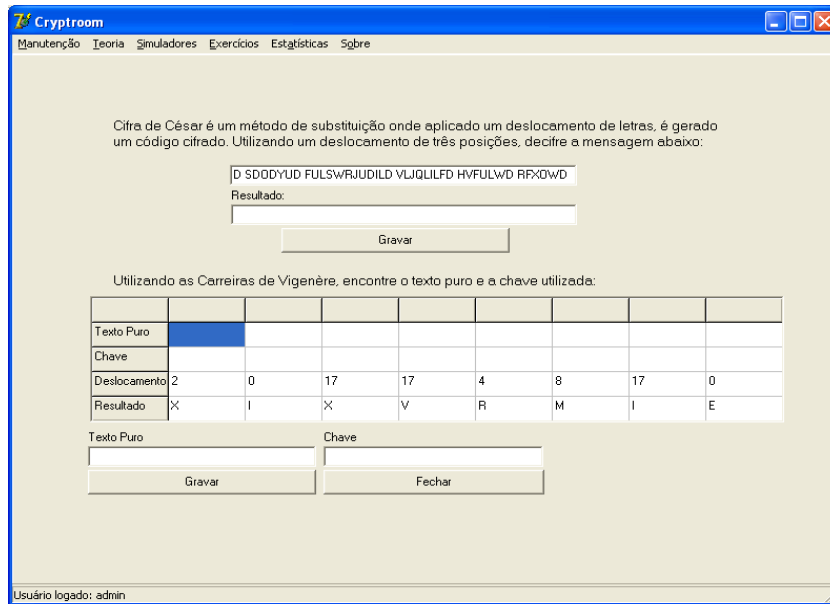 Cryptroom
Manutenção Teoria Simuladores Exercícios Estatísticas Sobre
Cifra de César é um método de substituição onde aplicado um deslocamento de letras, é gerado
um código cifrado. Utilizando um deslocamento de três posições, decifre a mensagem abaixo:
D SDODYUD FULSWRJUDILD VLJQLILFD HVFULWD RFXOWD
Resultado:
Gravar
Utilizando as Carreiras de Vigenère, encontre o texto puro e a chave utilizada:
Texto Puro
Chave
Deslocamento 2 0 17 17 4 8 17 0
Resultado X I X V R M I E
Texto Puro Chave
Gravar Fechar
Usuário logado: admin